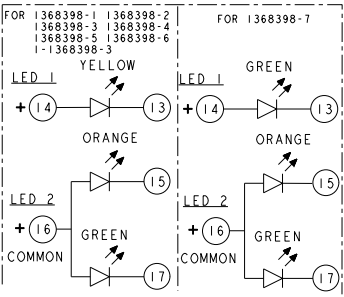 FOR 1368398-1 1368398-2
1368398-3 1368398-4
1368398-5 1368398-6
1-1368398-3
YELLOW
LED 1
+ 14
13
ORANGE
15
LED 2
+ 16
COMMON
GREEN
17
FOR 1368398-7
GREEN
LED 1
+ 14
13
ORANGE
15
LED 2
+ 16
COMMON
GREEN
17